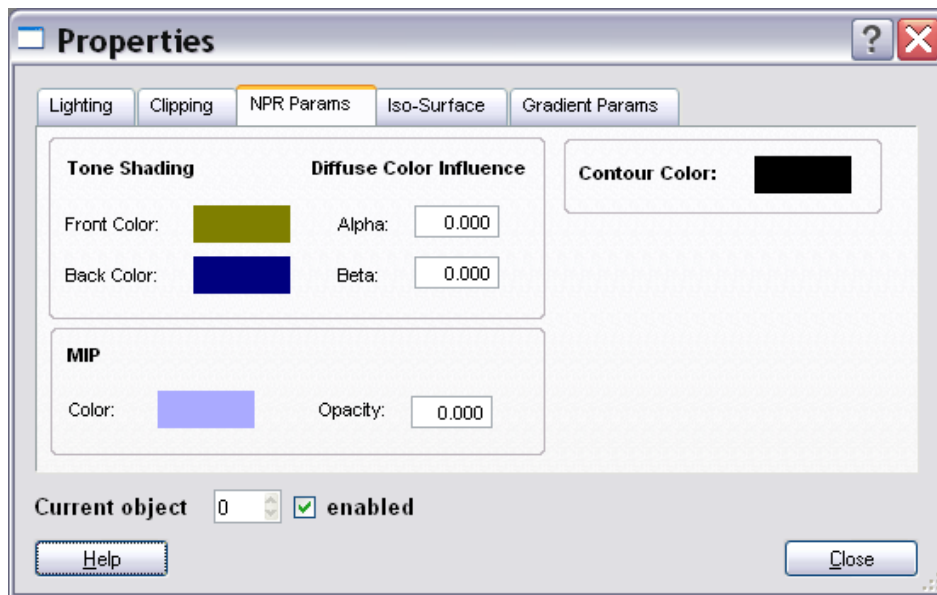 Properties
?
Lighting Clipping NPR Params Iso-Surface Gradient Params
Tone Shading Diffuse Color Influence
Front Color: Alpha: 0.000
Back Color: Beta: 0.000
Contour Color:
MIP
Color: Opacity: 0.000
Current object 0 enabled
Help Close